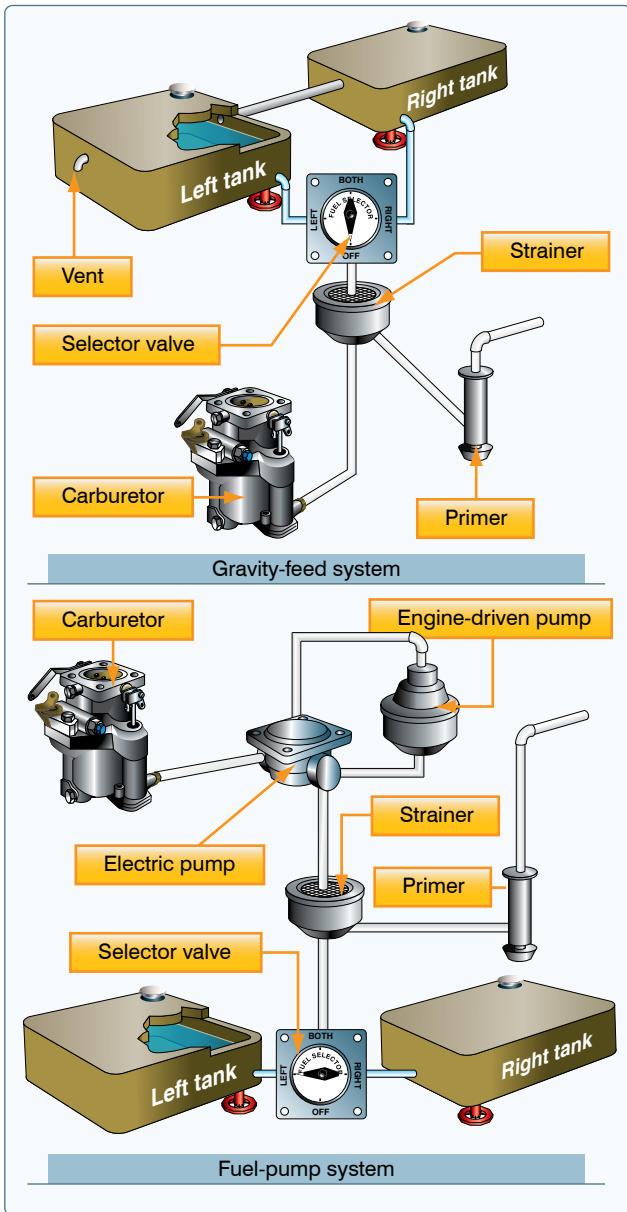 Right tank
Left tank
BOTH
FUEL SELECTOR
LEFT
RIGHT
OFF
Vent
Strainer
Selector valve
Carburetor
Primer
Gravity-feed system
Carburetor
Engine-driven pump
Strainer
Electric pump
Primer
Selector valve
BOTH
FUEL SELECTOR
LEFT
RIGHT
OFF
Left tank
Right tank
Fuel-pump system